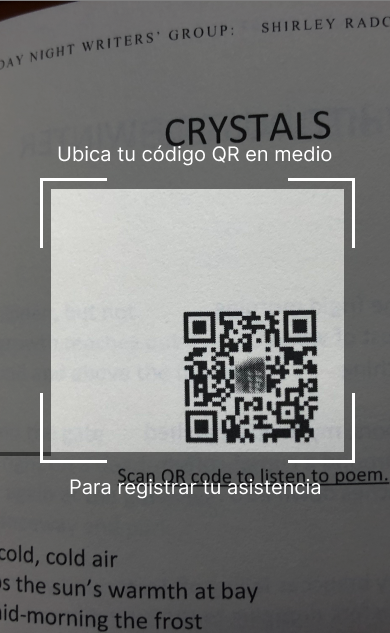 DAY NIGHT WRITERS' GROUP: SHIRLEY RADC
CRYSTALS
Ubica tu código QR en medio
Scan QR code to listen to poem.
Para registrar tu asistencia
cold, cold air
s the sun's warmth at bay
id-morning the frost